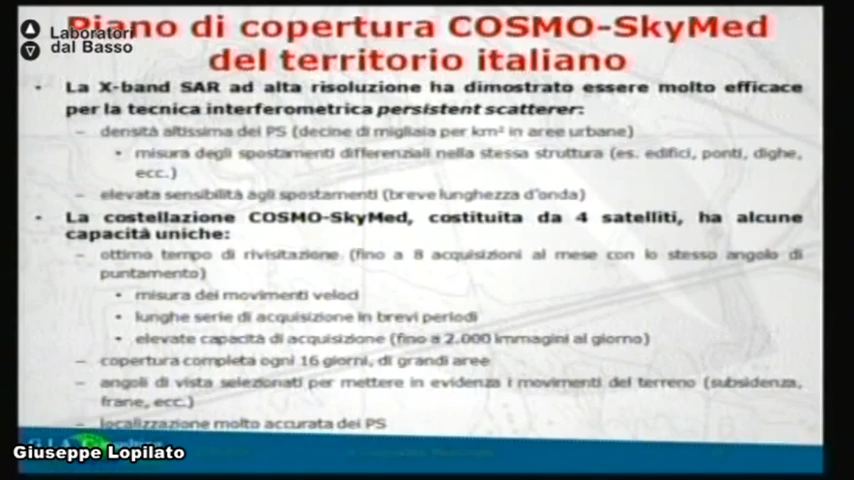 Piano di copertura COSMO-SkyMed
del territorio italiano
Laboratori
dal Basso
• La X-band SAR ad alta risoluzione ha dimostrato essere molto efficace
per la tecnica interferometrica persistent scatterer:
– densità altissima dei PS (decine di migliaia per km² in aree urbane)
• misura degli spostamenti differenziali nella stessa struttura (es. edifici, ponti, dighe,
ecc.)
– elevata sensibilità agli spostamenti (breve lunghezza d'onda)
• La costellazione COSMO-SkyMed, costituita da 4 satelliti, ha alcune
capacità uniche:
– ottimo tempo di rivisitazione (fino a 8 acquisizioni al mese con lo stesso angolo di
puntamento)
• misura dei movimenti veloci
• lunghe serie di acquisizione in brevi periodi
• elevate capacità di acquisizione (fino a 2.000 immagini al giorno)
– copertura completa ogni 16 giorni, di grandi aree
– angoli di vista selezionati per mettere in evidenza i movimenti del terreno (subsidenza,
frane, ecc.)
– localizzazione molto accurata dei PS
Giuseppe Lopilato